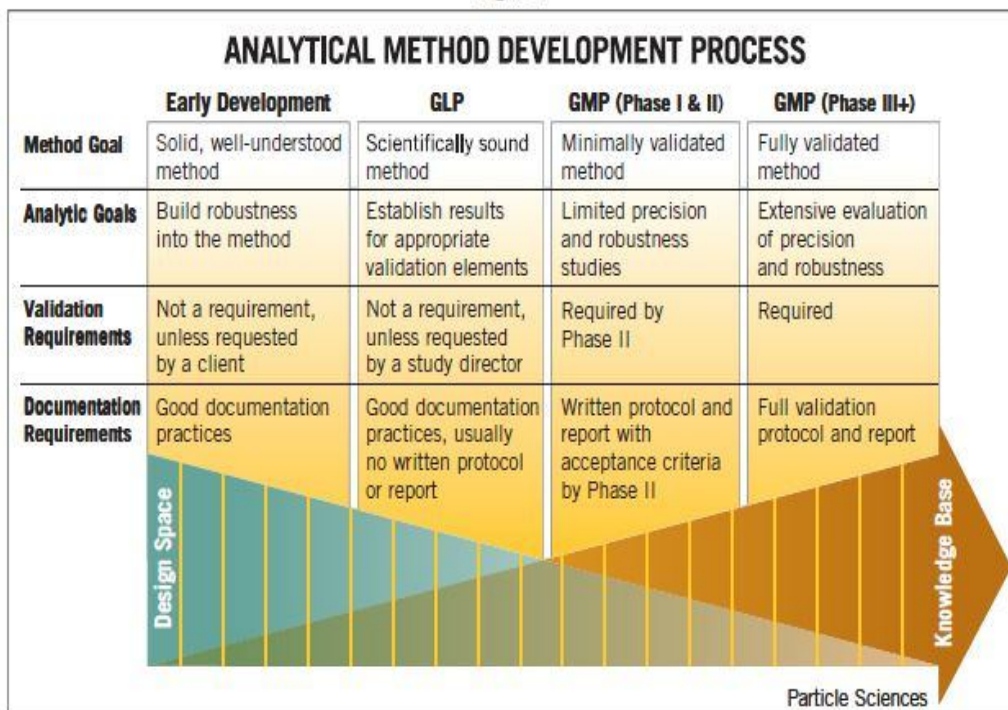 ANALYTICAL METHOD DEVELOPMENT PROCESS
Early Development
GLP
GMP (Phase I & II)
GMP (Phase III+)
Method Goal
Solid, well-understood
method
Scientifically sound
method
Minimally validated
method
Fully validated
method
Analytic Goals
Build robustness
into the method
Establish results
for appropriate
validation elements
Limited precision
and robustness
studies
Extensive evaluation
of precision
and robustness
Validation
Requirements
Not a requirement,
unless requested
by a client
Not a requirement,
unless requested
by a study director
Required by
Phase II
Required
Documentation
Requirements
Good documentation
practices
Good documentation
practices, usually
no written protocol
or report
Written protocol and
report with
acceptance criteria
by Phase II
Full validation
protocol and report
Design Space
Knowledge Base
Particle Sciences